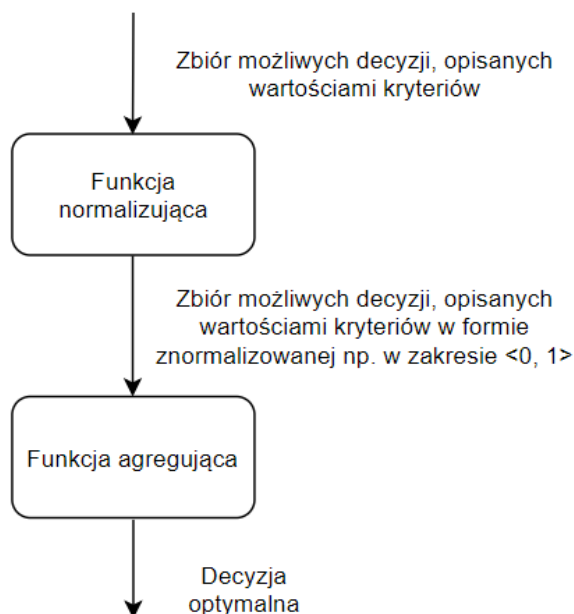 Zbiór możliwych decyzji, opisanych
wartościami kryteriów
Funkcja
normalizująca
Zbiór możliwych decyzji, opisanych
wartościami kryteriów w formie
znormalizowanej np. w zakresie <0, 1>
Funkcja agregująca
Decyzja
optymalna